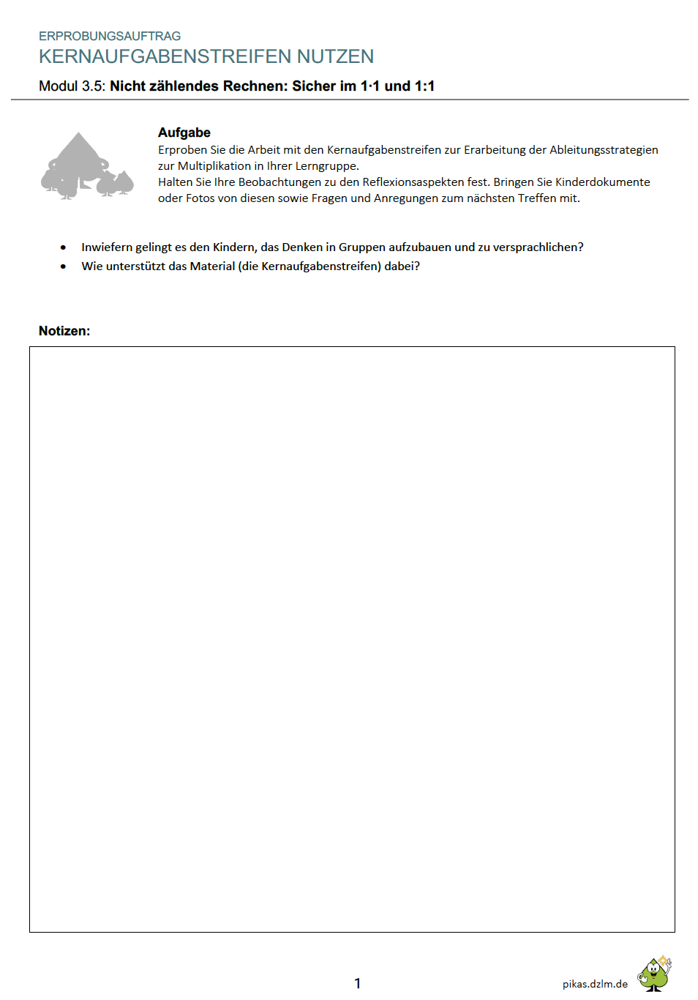 ERPROBUNGSAUFTRAG
KERNAUFGABENSTREIFEN NUTZEN
Modul 3.5: Nicht zählendes Rechnen: Sicher im 1·1 und 1:1
Aufgabe
Erproben Sie die Arbeit mit den Kernaufgabenstreifen zur Erarbeitung der Ableitungsstrategien
zur Multiplikation in Ihrer Lerngruppe.
Halten Sie Ihre Beobachtungen zu den Reflexionsaspekten fest. Bringen Sie Kinderdokumente
oder Fotos von diesen sowie Fragen und Anregungen zum nächsten Treffen mit.
• Inwiefern gelingt es den Kindern, das Denken in Gruppen aufzubauen und zu versprachlichen?
• Wie unterstützt das Material (die Kernaufgabenstreifen) dabei?
Notizen:
1
pikas.dzlm.de